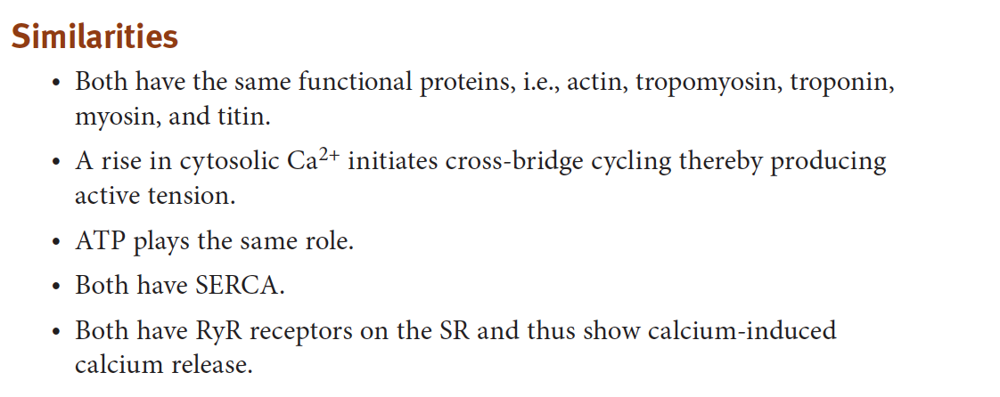 Similarities
• Both have the same functional proteins, i.e., actin, tropomyosin, troponin,
myosin, and titin.
• A rise in cytosolic Ca²⁺ initiates cross-bridge cycling thereby producing
active tension.
• ATP plays the same role.
• Both have SERCA.
• Both have RyR receptors on the SR and thus show calcium-induced
calcium release.